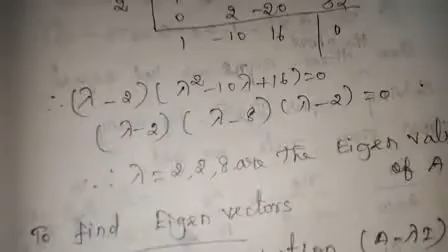 2 0 2 -20 32
1 -10 16 0
∴ (λ-2)(λ²-10λ+16)=0
(λ-2)(λ-8)(λ-2)=0
∴ λ=2,2,8 are the Eigen
of A
To find Eigen vectors
(A-λI)